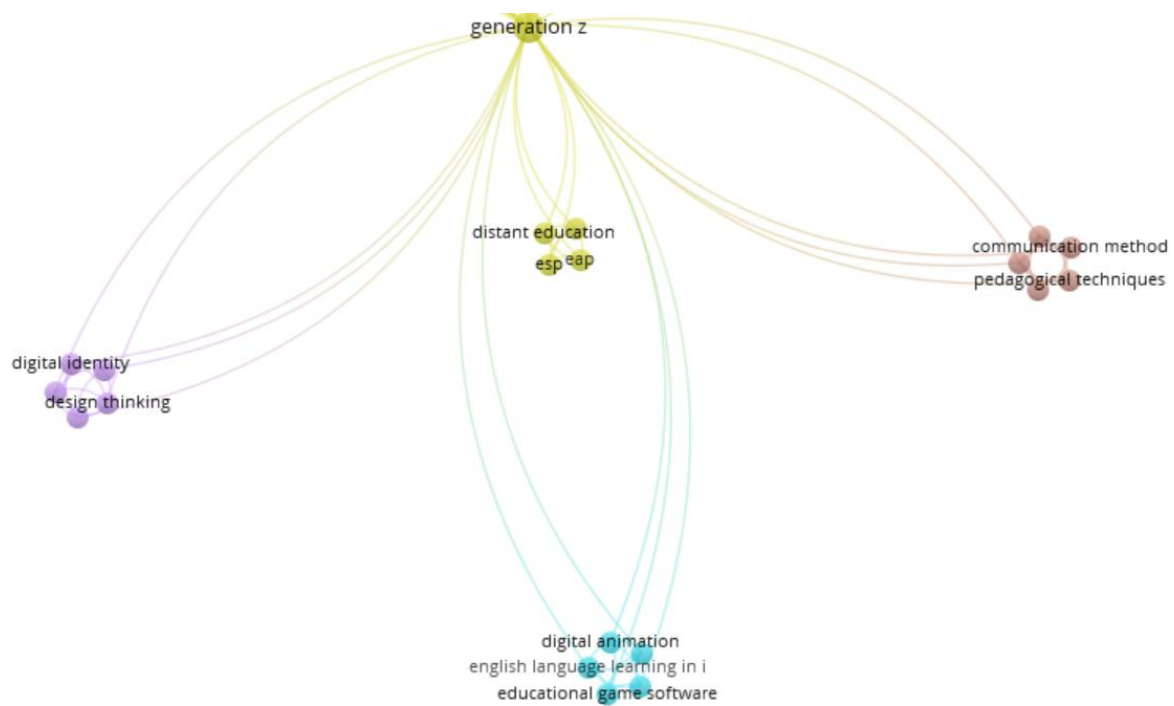 generation z
distant education
esp eap
communication method
pedagogical techniques
digital identity
design thinking
digital animation
english language learning in i
educational game software